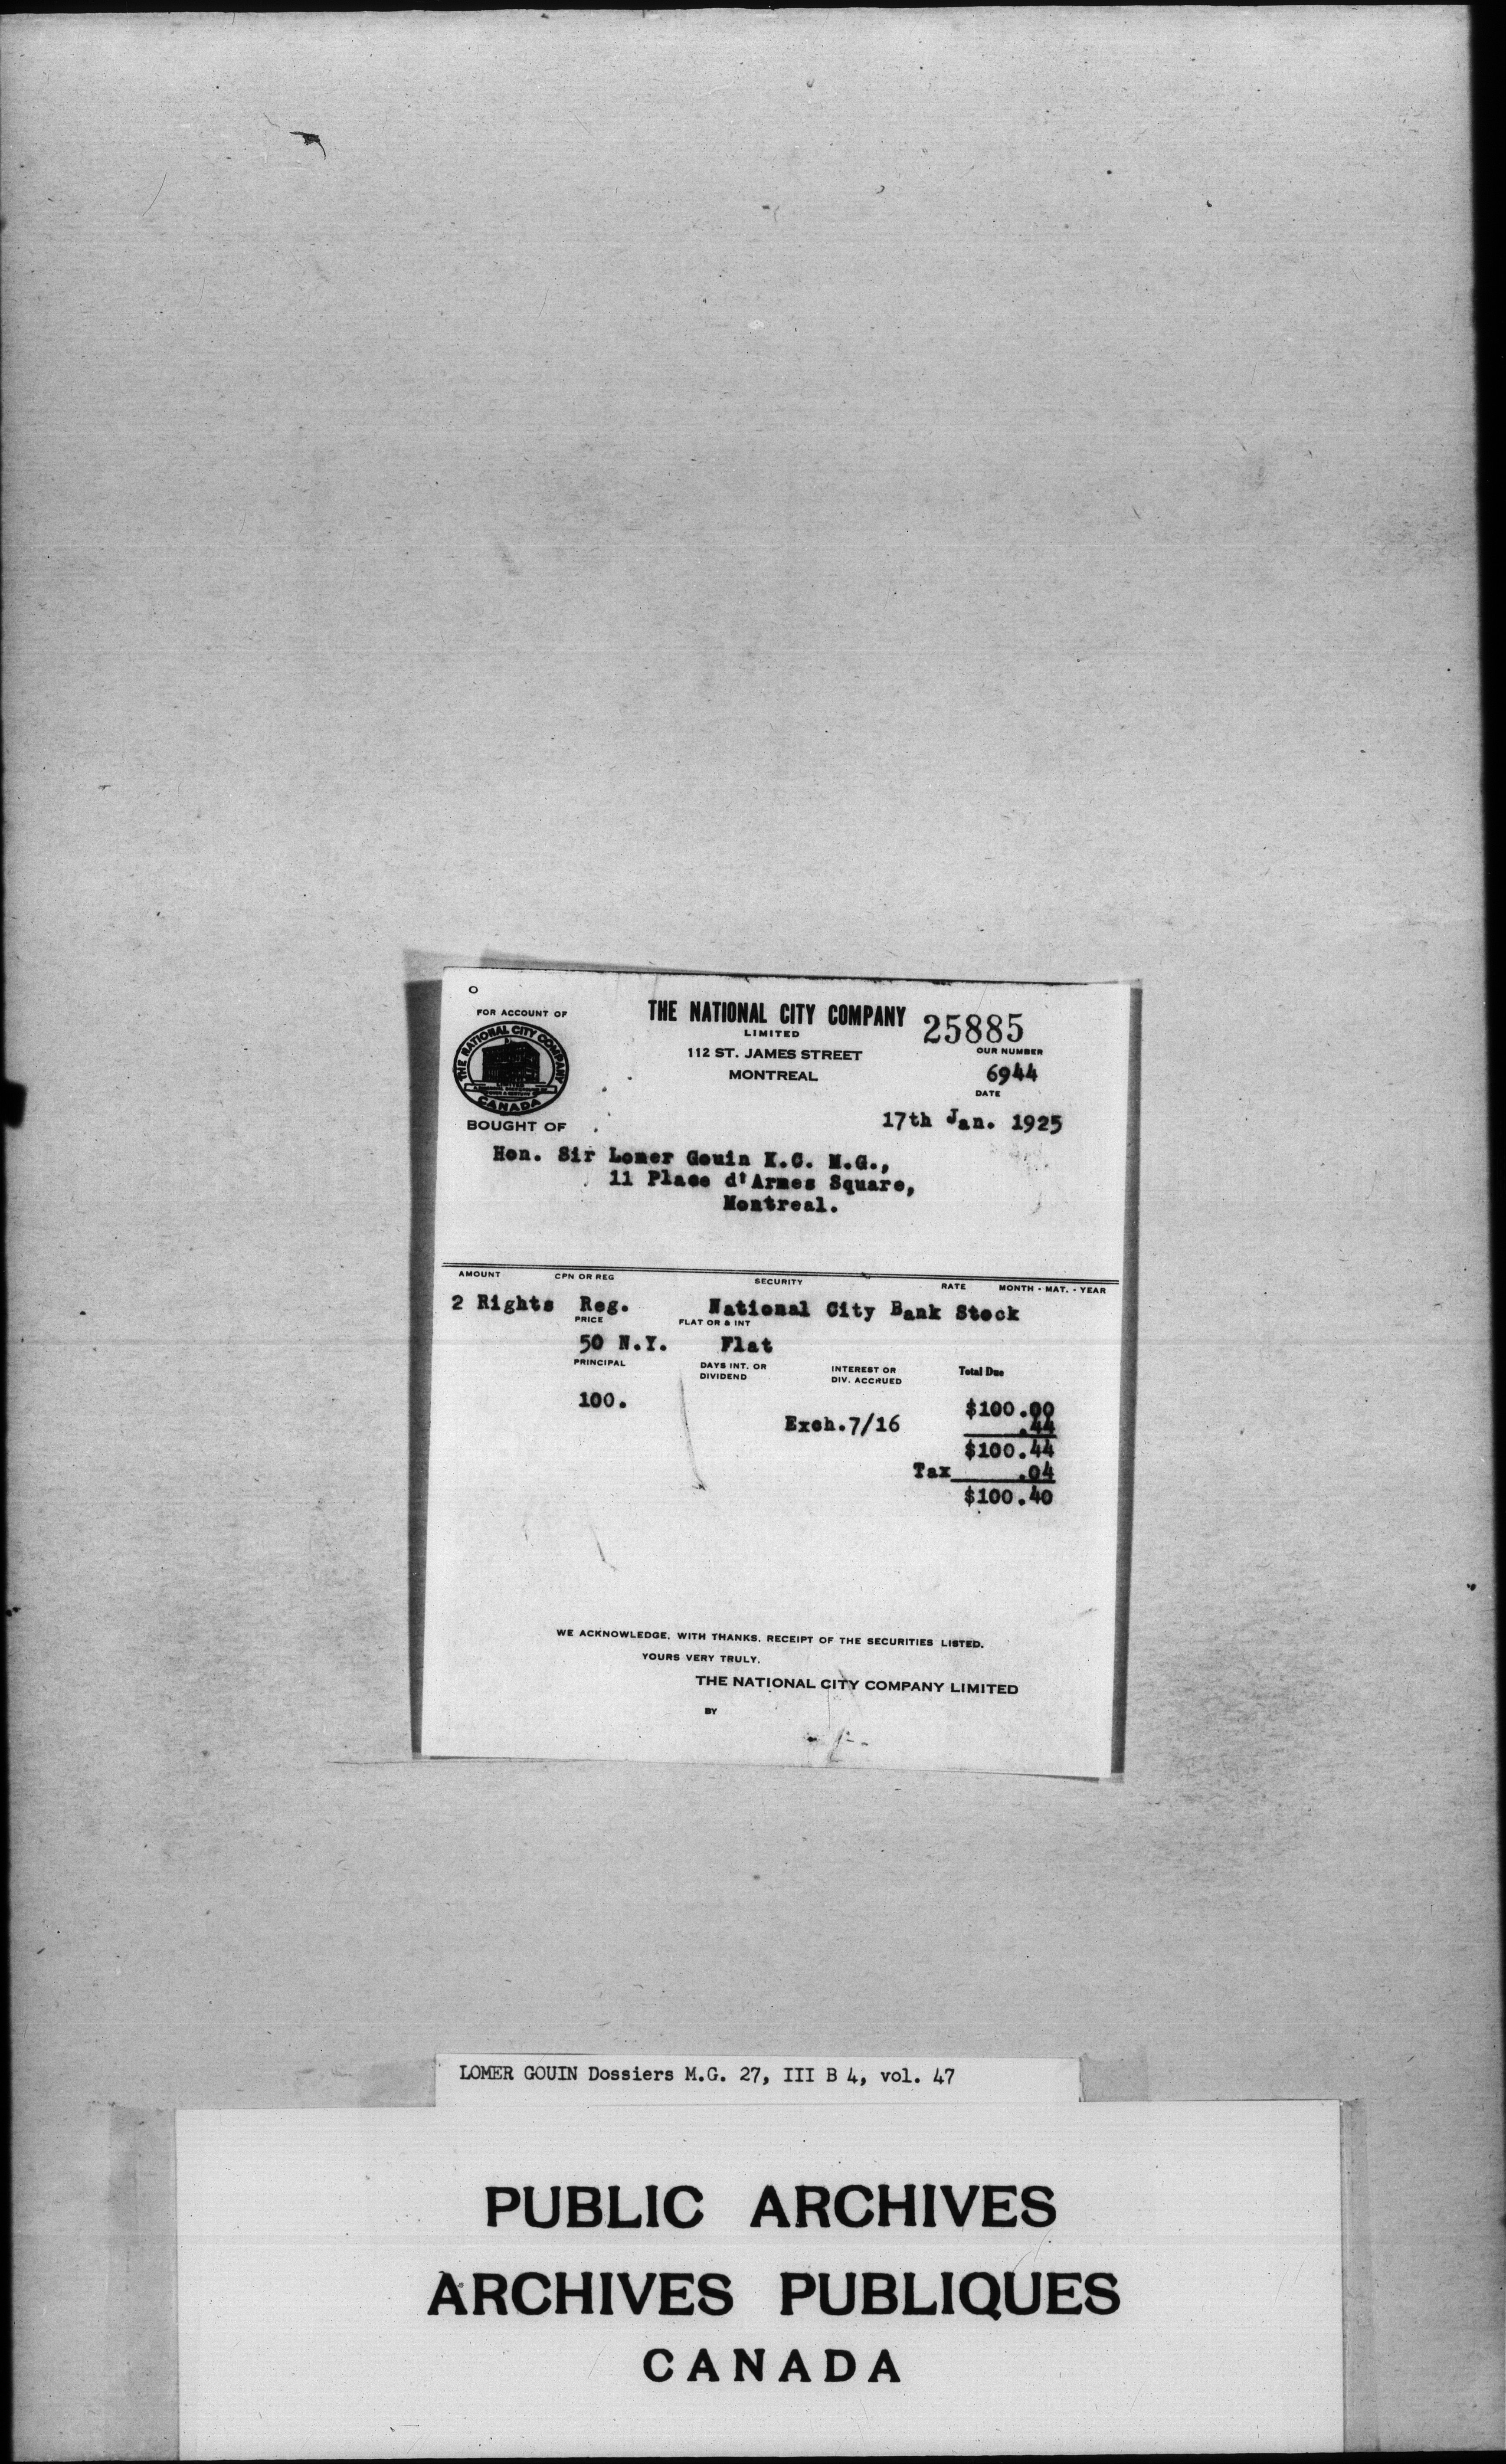 FOR ACCOUNT OF
THE NATIONAL CITY COMPANY
LIMITED
25885
112 ST. JAMES STREET
OUR NUMBER
MONTREAL
6944
DATE
THE NATIONAL CITY COMPANY
LIMITED
CANADA
BOUGHT OF
17th Jan. 1925
Hon. Sir Lomer Gouin K.C. M.G.,
11 Place d'Armes Square,
Montreal.
AMOUNT CPN OR REG SECURITY RATE MONTH - MAT. - YEAR
2 Rights Reg. National City Bank Stock
PRICE FLAT OR & INT
50 N.Y. Flat
PRINCIPAL DAYS INT. OR DIVIDEND INTEREST OR DIV. ACCRUED Total Due
100. $100.00
Exch.7/16 .44
$100.44
Tax .04
$100.40
WE ACKNOWLEDGE, WITH THANKS, RECEIPT OF THE SECURITIES LISTED.
YOURS VERY TRULY,
THE NATIONAL CITY COMPANY LIMITED
BY
LOMER GOUIN Dossiers M.G. 27, III B 4, vol. 47
PUBLIC ARCHIVES
ARCHIVES PUBLIQUES
CANADA